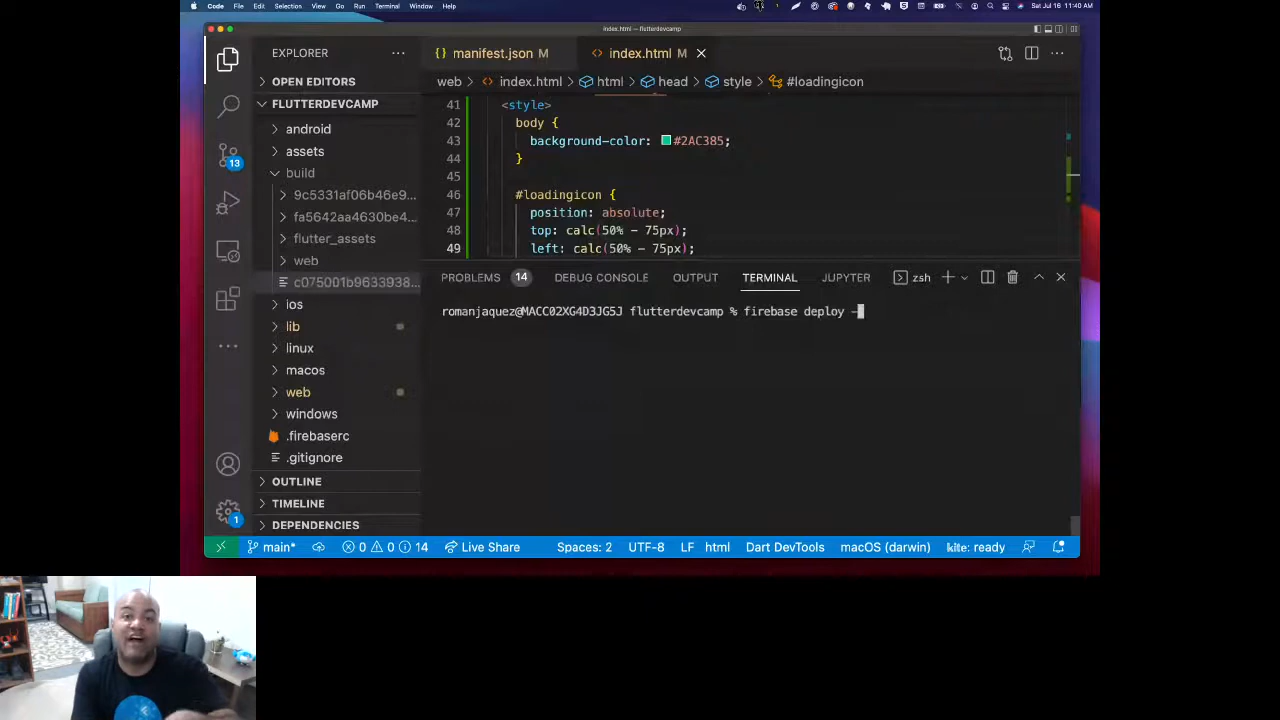 Code File Edit Selection View Go Run Terminal Window Help
Sat Jul 16 11:40 AM
index.html — flutterdevcamp
EXPLORER
manifest.json M
index.html M
OPEN EDITORS
web > index.html > html > head > style > #loadingicon
FLUTTERDEVCAMP
android
assets
build
9c5331af06b46e9...
fa5642aa4630be4...
flutter_assets
web
c075001b9633938...
ios
lib
linux
macos
web
windows
.firebaserc
.gitignore
OUTLINE
TIMELINE
DEPENDENCIES
13
1
41 <style>
42 body {
43 background-color: #2AC385;
44 }
45
46 #loadingicon {
47 position: absolute;
48 top: calc(50% - 75px);
49 left: calc(50% - 75px);
PROBLEMS 14 DEBUG CONSOLE OUTPUT TERMINAL JUPYTER zsh
romanjaquez@MACC02XG4D3JG5J flutterdevcamp % firebase deploy -
main* 0 0 14 Live Share Spaces: 2 UTF-8 LF html Dart DevTools macOS (darwin) kite: ready